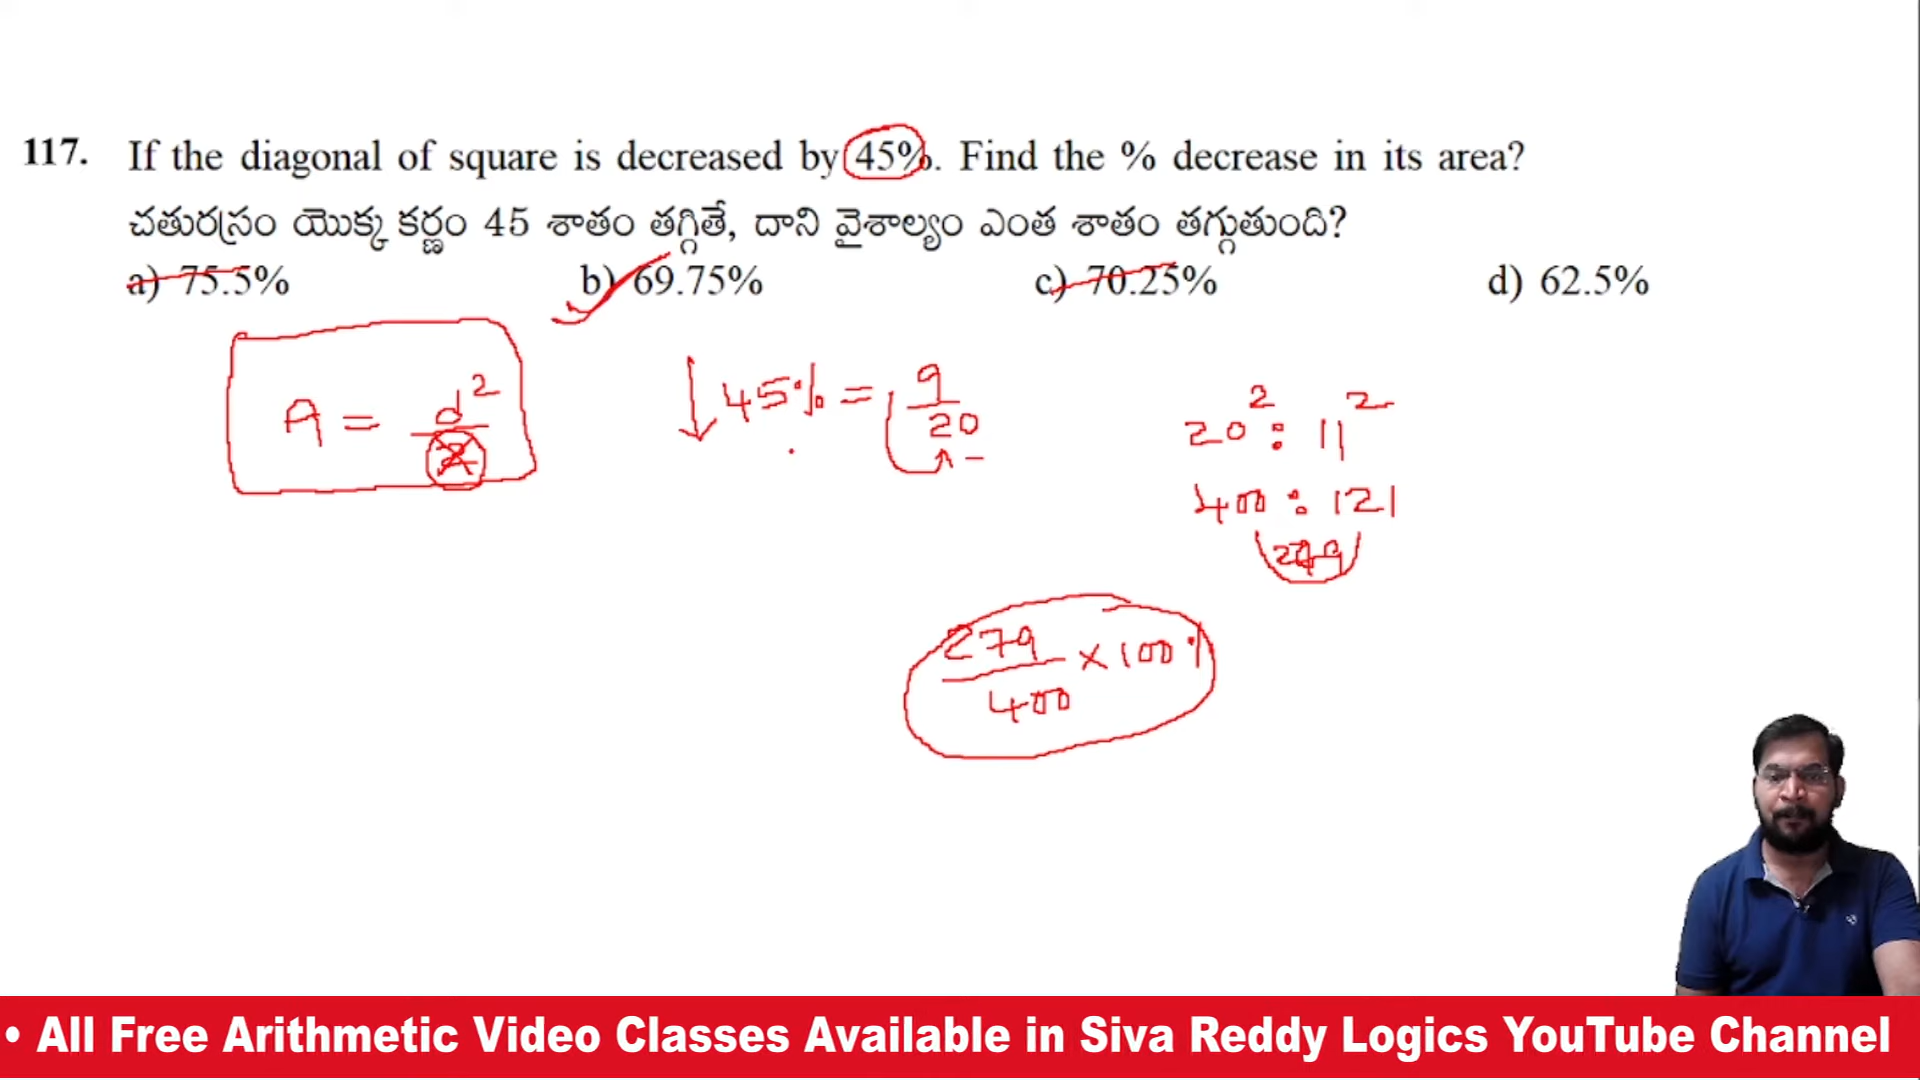 117. If the diagonal of square is decreased by 45%. Find the % decrease in its area?
చతురస్రం యొక్క కర్ణం 45 శాతం తగ్గితే, దాని వైశాల్యం ఎంత శాతం తగ్గుతుంది?
a) 75.5% b) 69.75% c) 70.25% d) 62.5%
A = d²/2
↓ 45% = 9/20
20² : 11²
400 : 121
279
279/400 × 100%
• All Free Arithmetic Video Classes Available in Siva Reddy Logics YouTube Channel